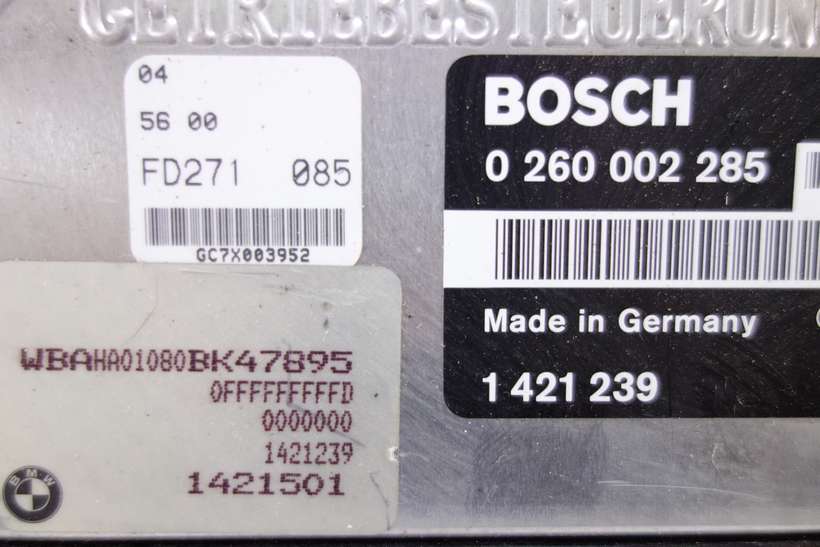 GETRIEBESTEUERUN
04
56 00
FD271 085
GC7X003952
BOSCH
0 260 002 285
Made in Germany
1 421 239
WBAHA01080BK47895
0FFFFFFFFFD
0000000
1421239
1421501
BMW